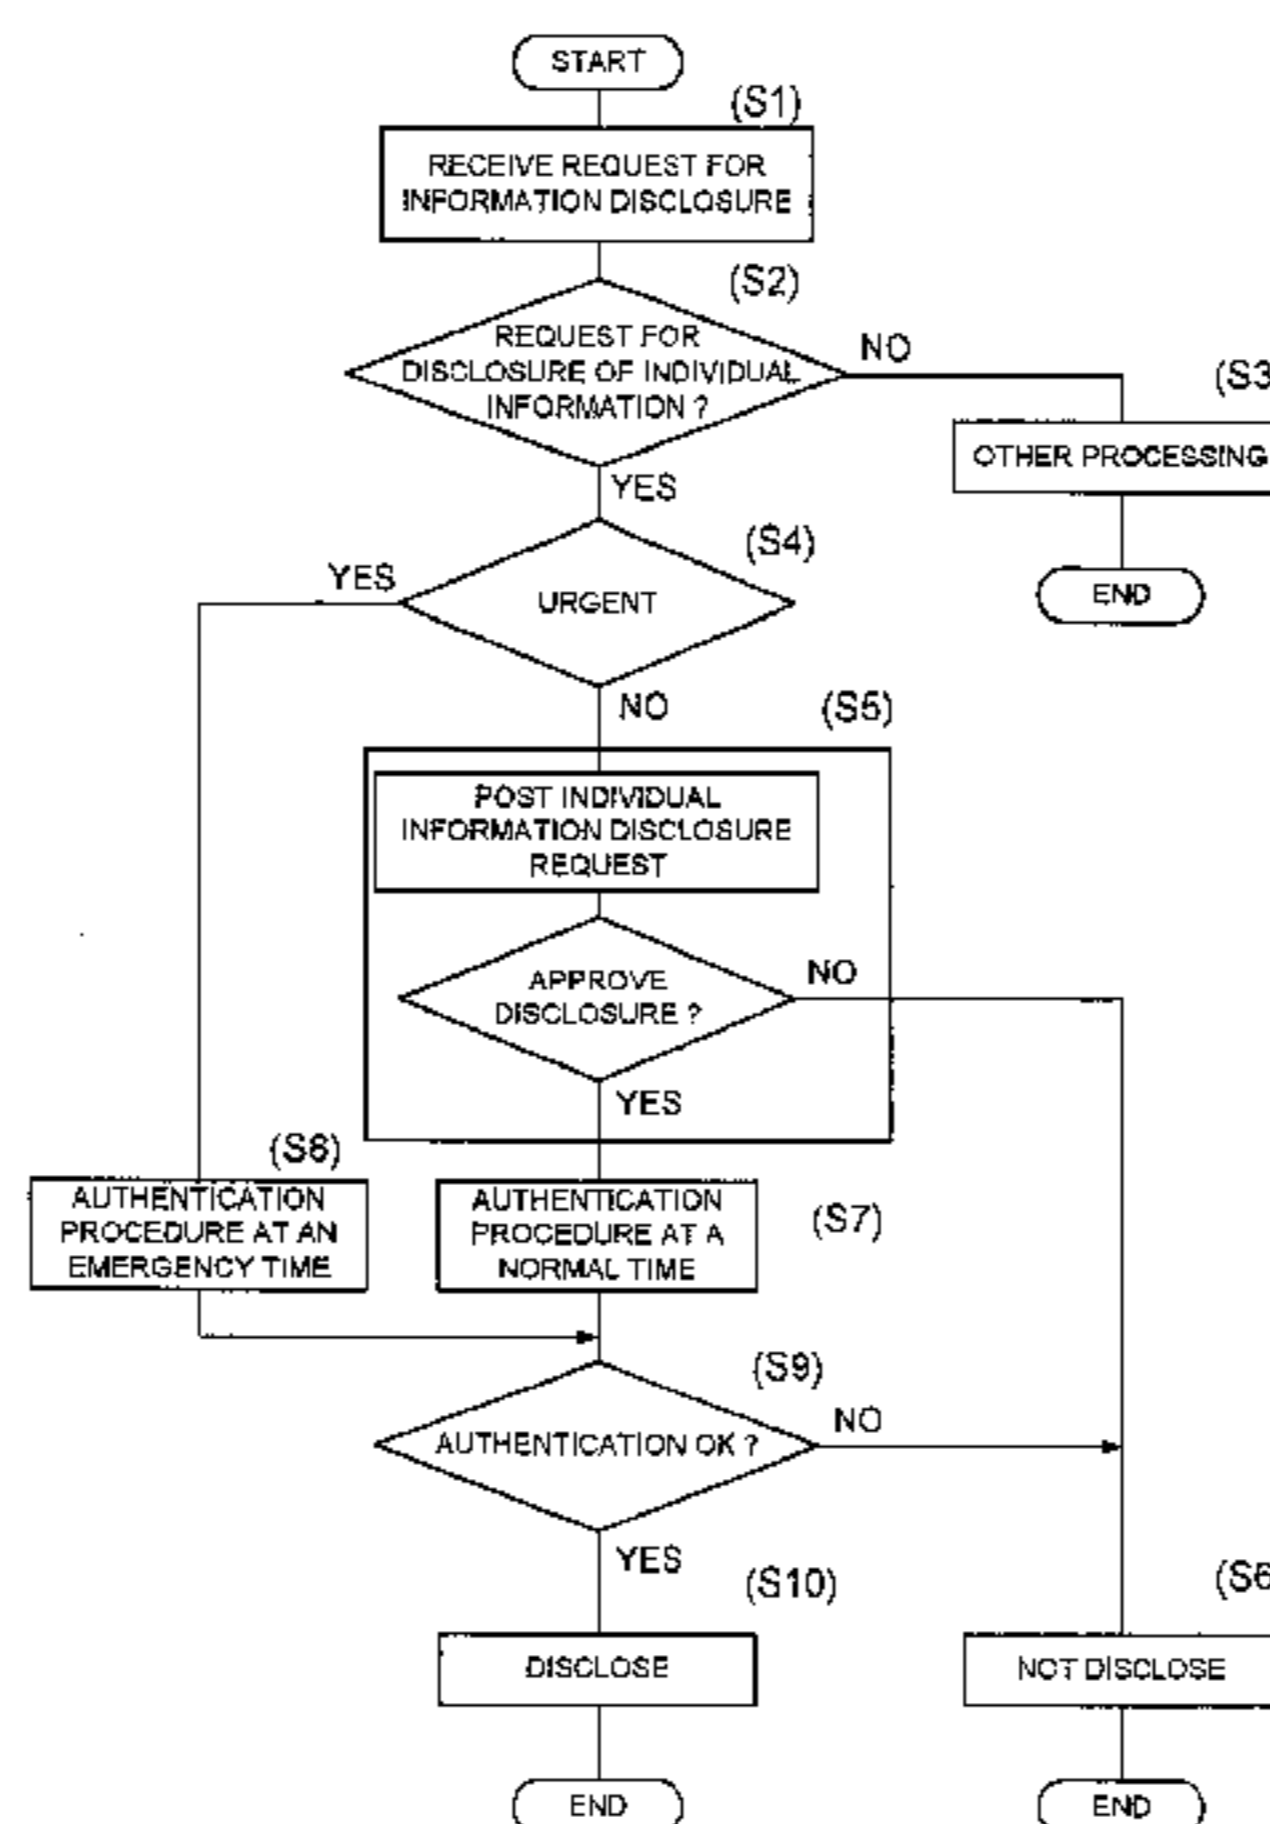 START
(S1)
RECEIVE REQUEST FOR
INFORMATION DISCLOSURE
(S2)
REQUEST FOR
DISCLOSURE OF INDIVIDUAL
INFORMATION ?
NO
(S3
OTHER PROCESSING
YES
END
(S4)
YES
URGENT
NO
(S5)
POST INDIVIDUAL
INFORMATION DISCLOSURE
REQUEST
APPROVE
DISCLOSURE ?
NO
YES
(S8)
AUTHENTICATION
PROCEDURE AT AN
EMERGENCY TIME
AUTHENTICATION
PROCEDURE AT A
NORMAL TIME
(S7)
(S9)
AUTHENTICATION OK ?
NO
YES
(S10)
(S6
DISCLOSE
NOT DISCLOSE
END
END